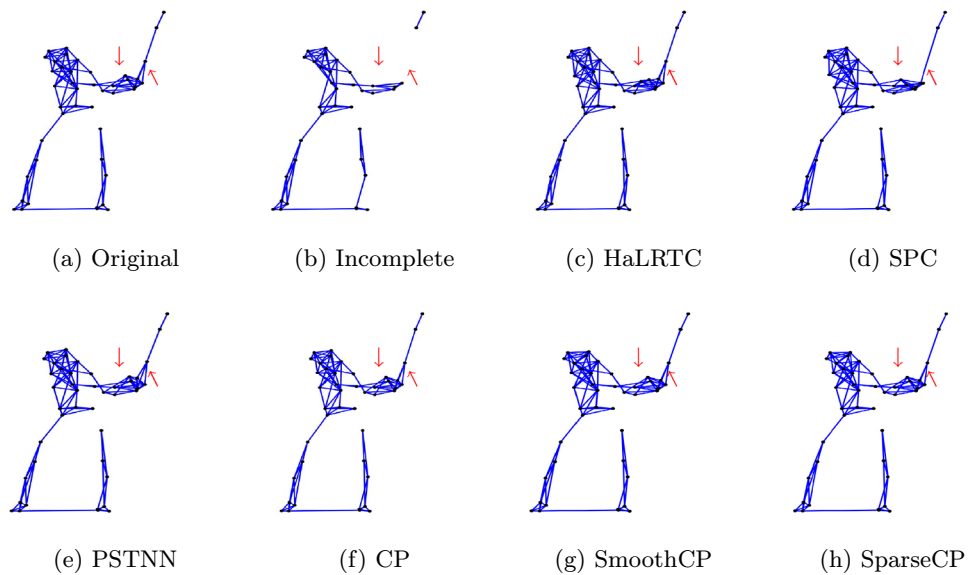 (a) Original
(b) Incomplete
(c) HaLRTC
(d) SPC
(e) PSTNN
(f) CP
(g) SmoothCP
(h) SparseCP